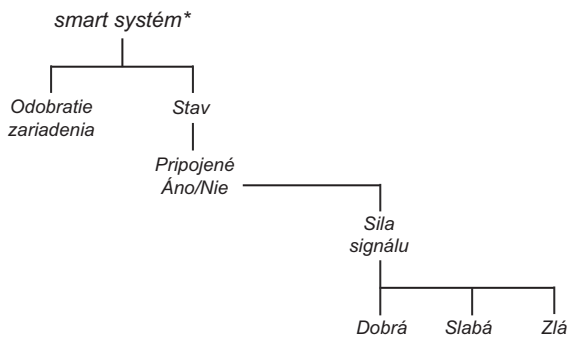 smart systém*
Odobratie
zariadenia
Stav
Pripojené
Áno/Nie
Sila
signálu
Dobrá
Slabá
Zlá